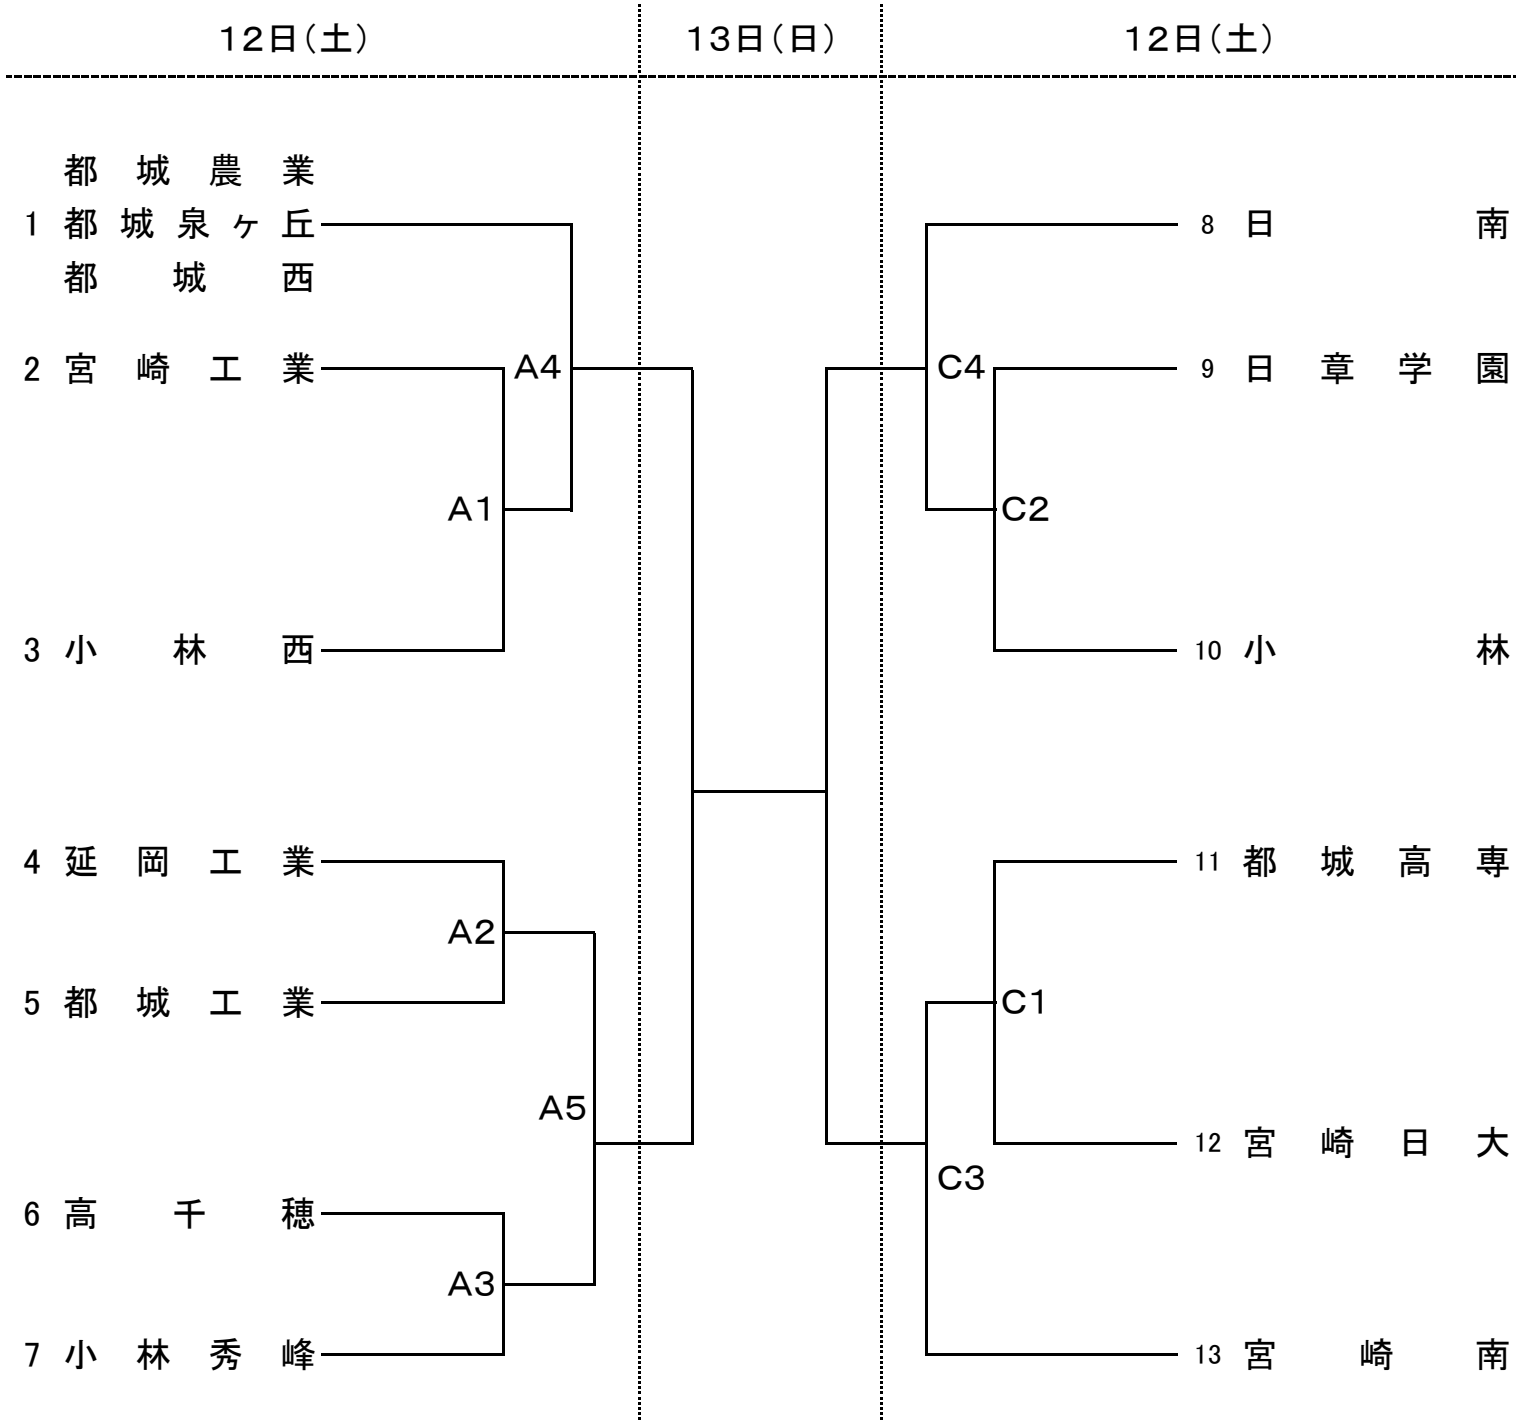 12日(土) 13日(日) 12日(土)
都城農業
1 都城泉ヶ丘
都城西
8 日南
2 宮崎工業
A4
C4
9 日章学園
A1
C2
3 小林西
10 小林
4 延岡工業
11 都城高専
A2
5 都城工業
C1
A5
12 宮崎日大
C3
6 高千穂
A3
7 小林秀峰
13 宮崎南